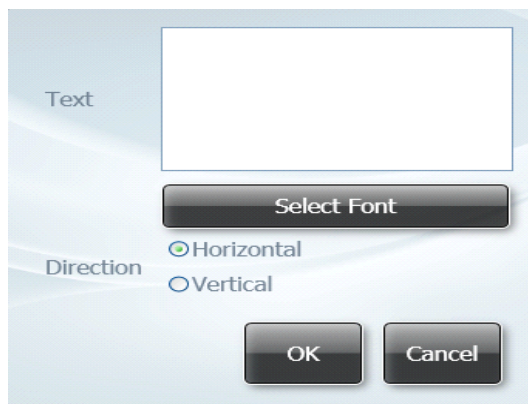 Text
Select Font
Direction
Horizontal
Vertical
OK
Cancel